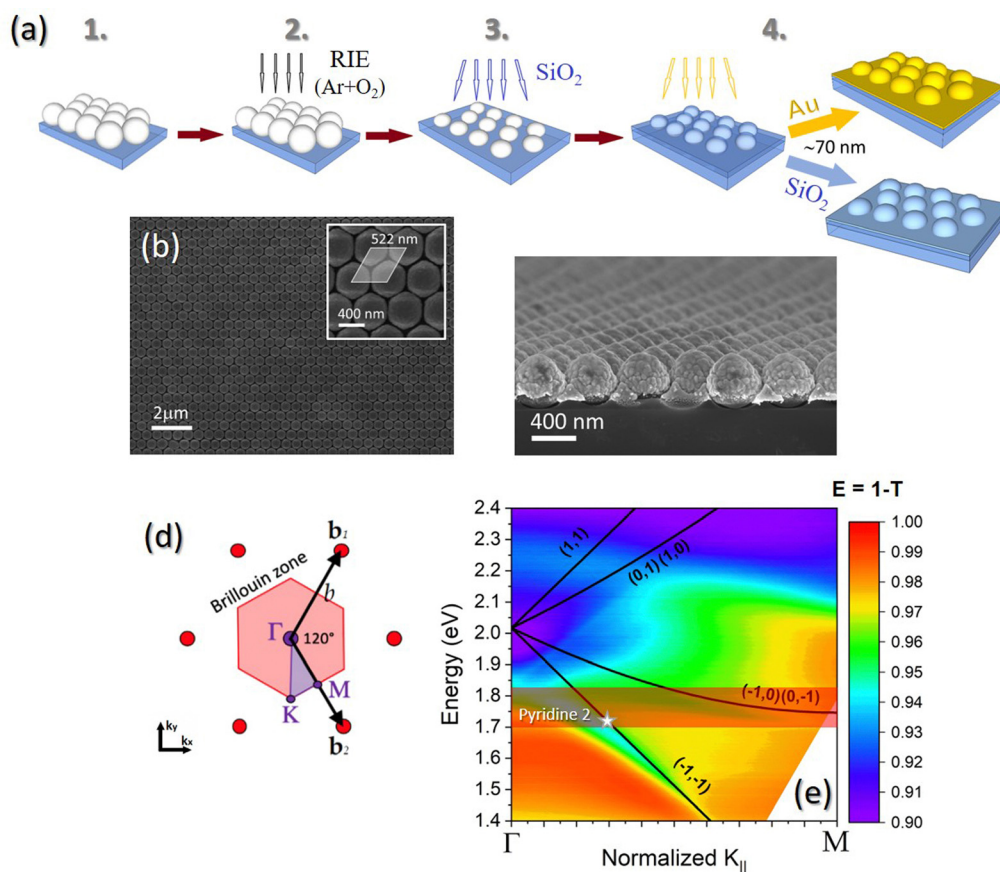 (a)
1.
2.
3.
4.
RIE
(Ar+O₂)
SiO₂
Au
~70 nm
SiO₂
(b)
522 nm
400 nm
2μm
400 nm
(d)
Brillouin zone
b₁
b
Γ
120°
M
K
b₂
kᵧ
kₓ
E = 1-T
2.4
2.3
2.2
2.1
2.0
1.9
1.8
1.7
1.6
1.5
1.4
Energy (eV)
(1,1)
(0,1)(1,0)
(-1,0)(0,-1)
Pyridine 2
(-1,-1)
(e)
Γ
M
Normalized K||
1.00
0.99
0.98
0.97
0.96
0.95
0.94
0.93
0.92
0.91
0.90